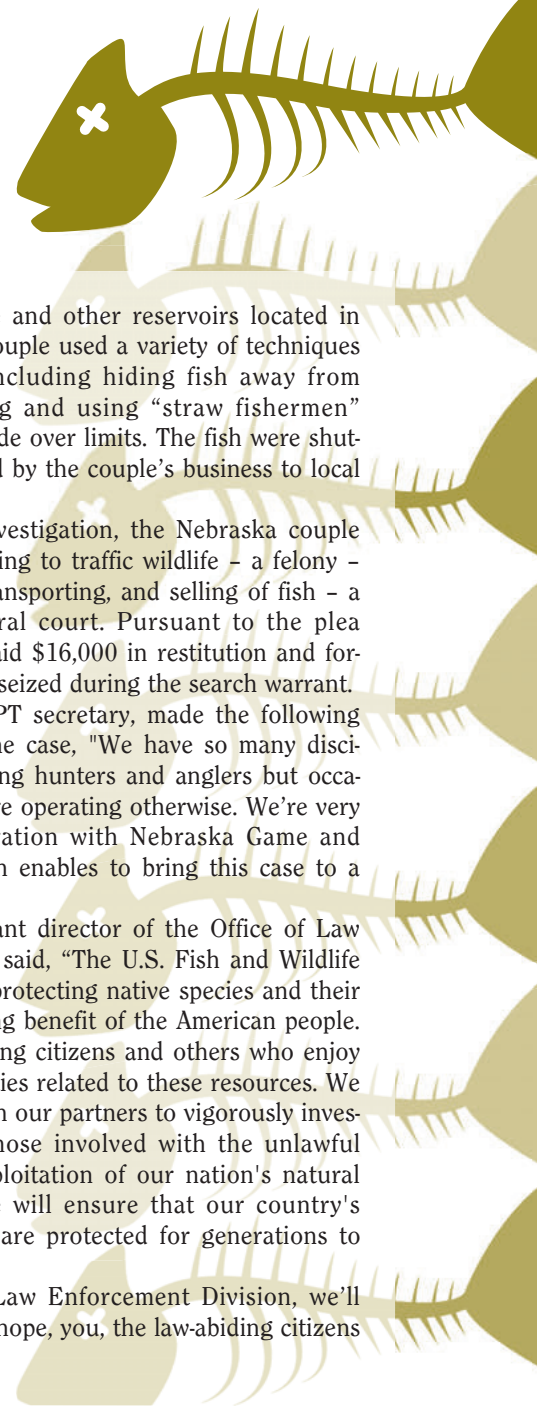 and other reservoirs located in
ouple used a variety of techniques
ncluding hiding fish away from
g and using “straw fishermen”
de over limits. The fish were shut-
d by the couple’s business to local
vestigation, the Nebraska couple
ing to traffic wildlife – a felony –
ansporting, and selling of fish – a
ral court. Pursuant to the plea
aid $16,000 in restitution and for-
seized during the search warrant.
PT secretary, made the following
ne case, "We have so many disci-
ng hunters and anglers but occa-
re operating otherwise. We’re very
ration with Nebraska Game and
n enables to bring this case to a
ant director of the Office of Law
said, “The U.S. Fish and Wildlife
protecting native species and their
ng benefit of the American people.
ng citizens and others who enjoy
ies related to these resources. We
n our partners to vigorously inves-
hose involved with the unlawful
ploitation of our nation's natural
e will ensure that our country's
are protected for generations to
Law Enforcement Division, we’ll
hope, you, the law-abiding citizens